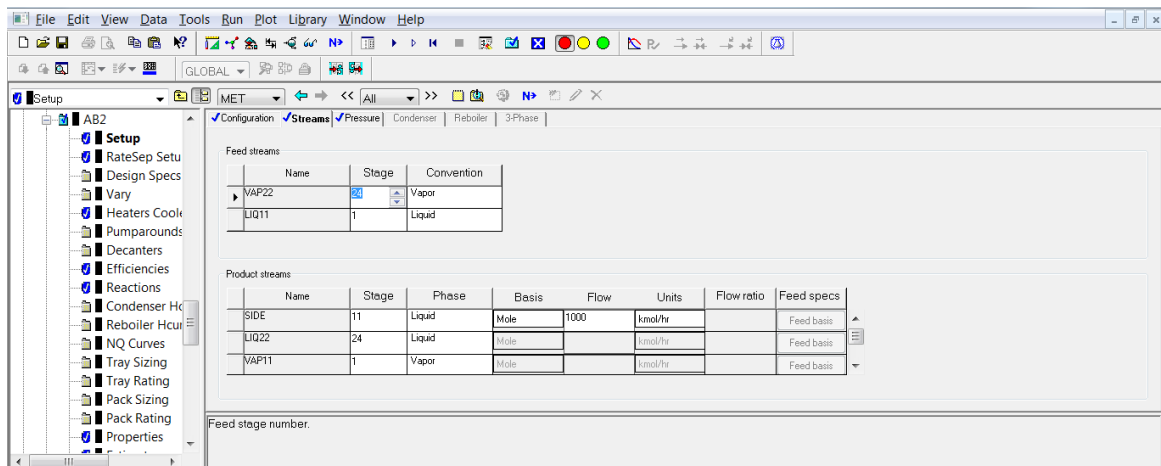 File Edit View Data Tools Run Plot Library Window Help
N>
GLOBAL
Setup MET << All >> N>
AB2
Setup
RateSep Setu
Design Specs
Vary
Heaters Coole
Pumparounds
Decanters
Efficiencies
Reactions
Condenser Hc
Reboiler Hcur
NQ Curves
Tray Sizing
Tray Rating
Pack Sizing
Pack Rating
Properties
Configuration Streams Pressure Condenser Reboiler 3-Phase
Feed streams
Name Stage Convention
VAP22 24 Vapor
LIQ11 1 Liquid
Product streams
Name Stage Phase Basis Flow Units Flow ratio Feed specs
SIDE 11 Liquid Mole 1000 kmol/hr Feed basis
LIQ22 24 Liquid Mole kmol/hr Feed basis
VAP11 1 Vapor Mole kmol/hr Feed basis
Feed stage number.